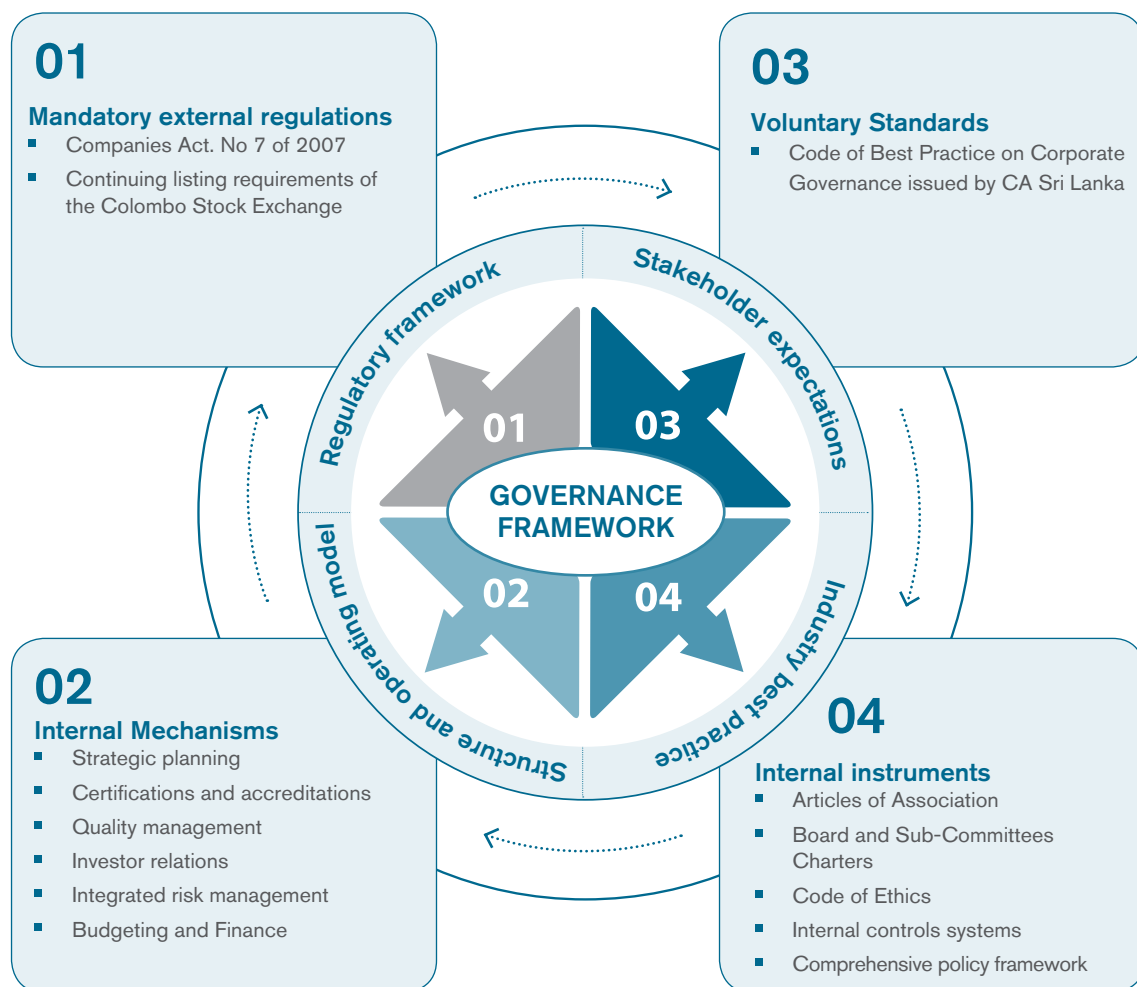 01
Mandatory external regulations
▪ Companies Act. No 7 of 2007
▪ Continuing listing requirements of
the Colombo Stock Exchange
03
Voluntary Standards
▪ Code of Best Practice on Corporate
Governance issued by CA Sri Lanka
Regulatory framework
Stakeholder expectations
01
03
GOVERNANCE
FRAMEWORK
02
04
Structure and operating model
Industry best practice
02
Internal Mechanisms
▪ Strategic planning
▪ Certifications and accreditations
▪ Quality management
▪ Investor relations
▪ Integrated risk management
▪ Budgeting and Finance
04
Internal instruments
▪ Articles of Association
▪ Board and Sub-Committees
Charters
▪ Code of Ethics
▪ Internal controls systems
▪ Comprehensive policy framework